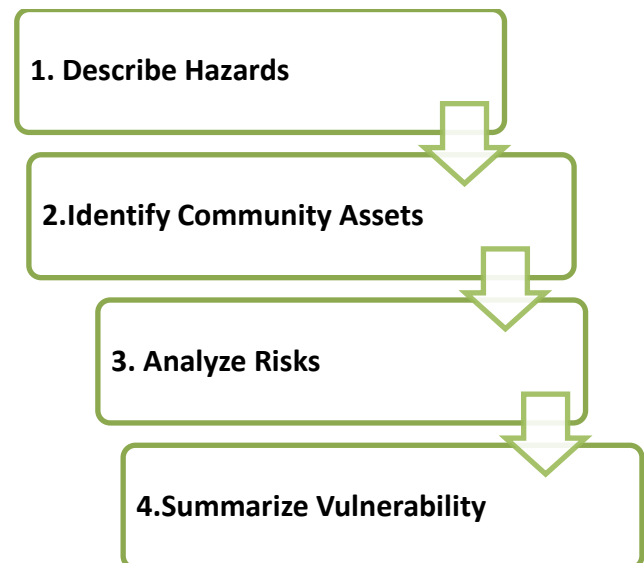 1. Describe Hazards
2.Identify Community Assets
3. Analyze Risks
4.Summarize Vulnerability